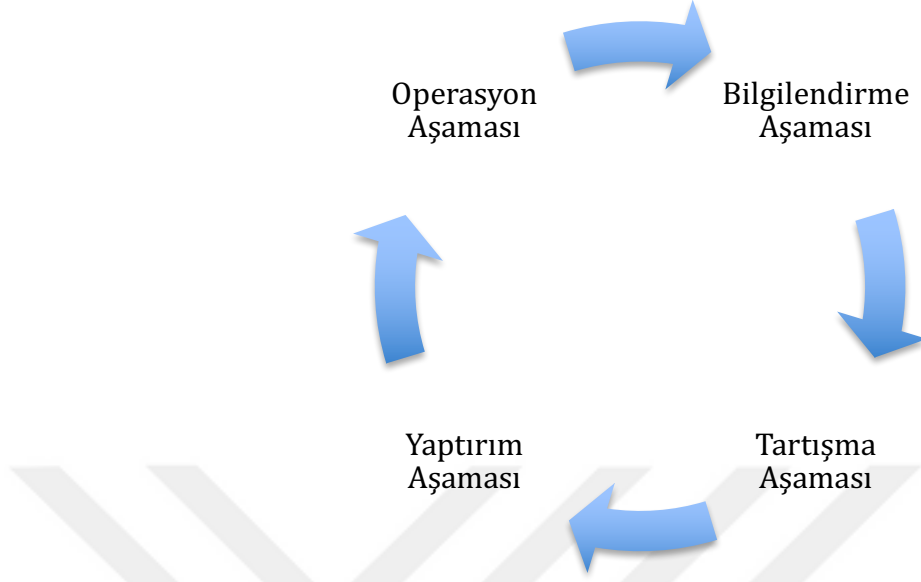 Operasyon
Aşaması
Bilgilendirme
Aşaması
Yaptırım
Aşaması
Tartışma
Aşaması